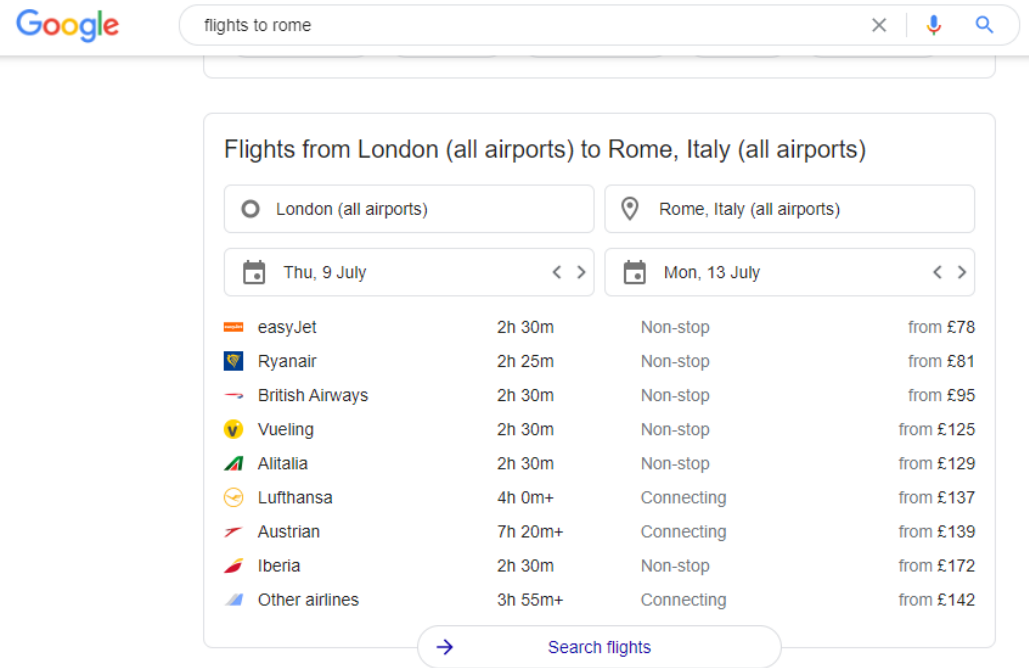 Google
flights to rome
Flights from London (all airports) to Rome, Italy (all airports)
London (all airports) Rome, Italy (all airports)
Thu, 9 July Mon, 13 July
easyJet 2h 30m Non-stop from £78
Ryanair 2h 25m Non-stop from £81
British Airways 2h 30m Non-stop from £95
Vueling 2h 30m Non-stop from £125
Alitalia 2h 30m Non-stop from £129
Lufthansa 4h 0m+ Connecting from £137
Austrian 7h 20m+ Connecting from £139
Iberia 2h 30m Non-stop from £172
Other airlines 3h 55m+ Connecting from £142
Search flights